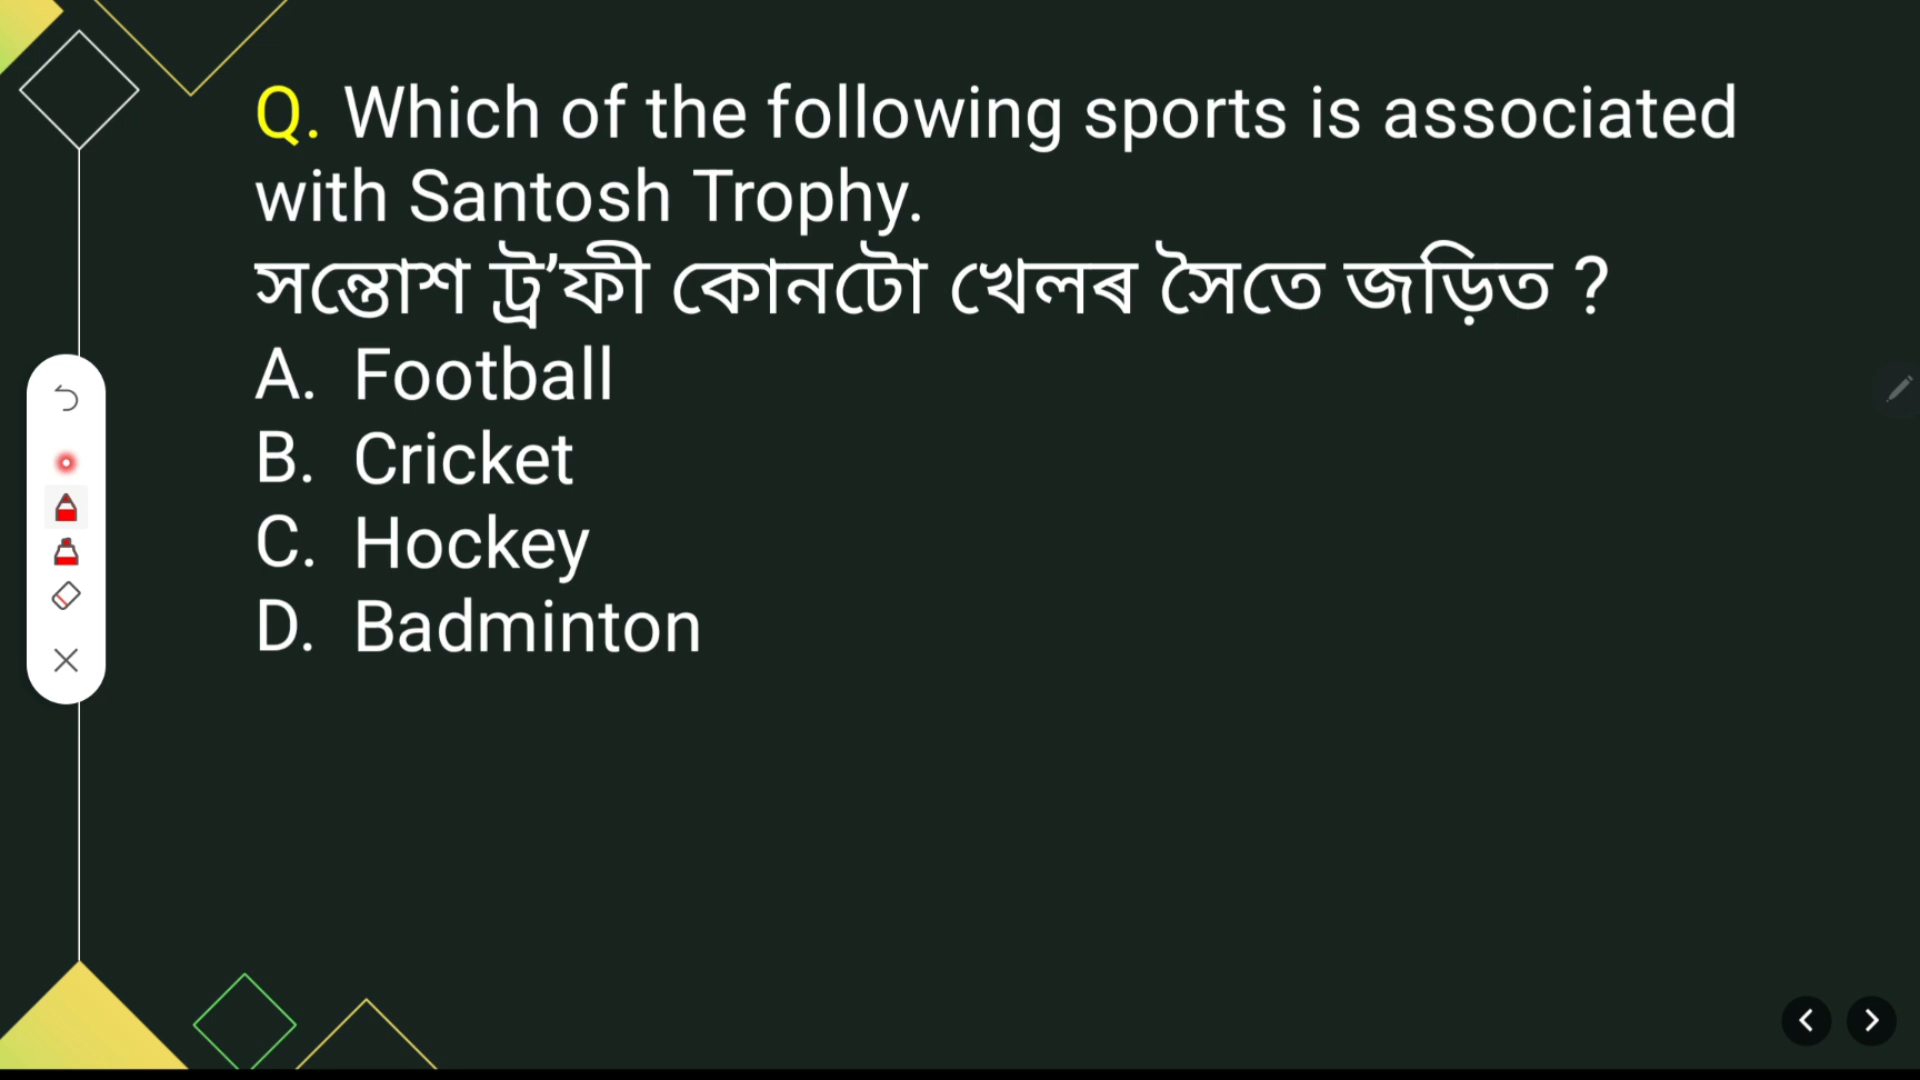 Q. Which of the following sports is associated
with Santosh Trophy.
সন্তোশ ট্ৰ’ফী কোনটো খেলৰ সৈতে জড়িত ?
A. Football
B. Cricket
C. Hockey
D. Badminton